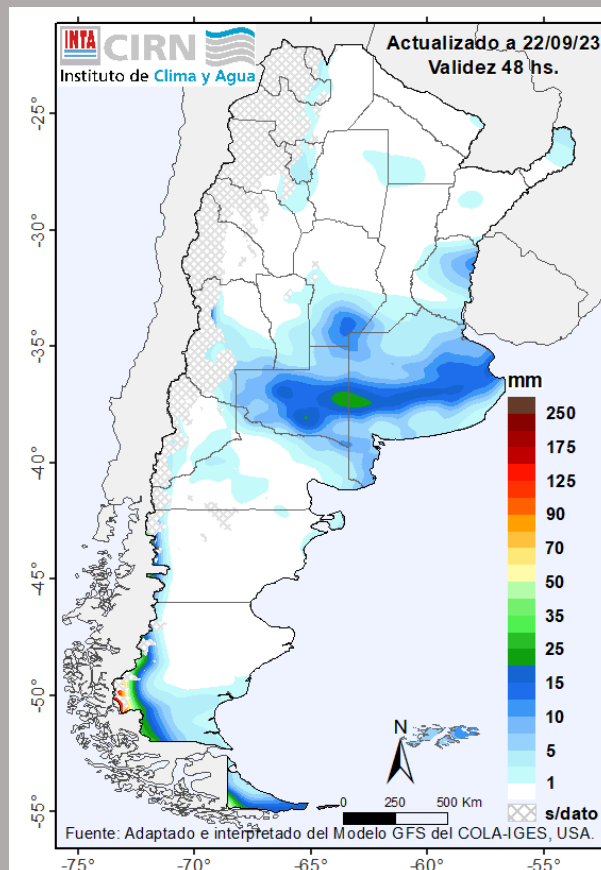 INTA CIRN
Instituto de Clima y Agua
Actualizado a 22/09/23
Validez 48 hs.
-25°
-30°
-35°
-40°
-45°
-50°
-55°
mm
250
175
125
90
70
50
35
25
15
10
5
1
s/dato
N
0 250 500 Km
Fuente: Adaptado e interpretado del Modelo GFS del COLA-IGES, USA.
-75° -70° -65° -60° -55°